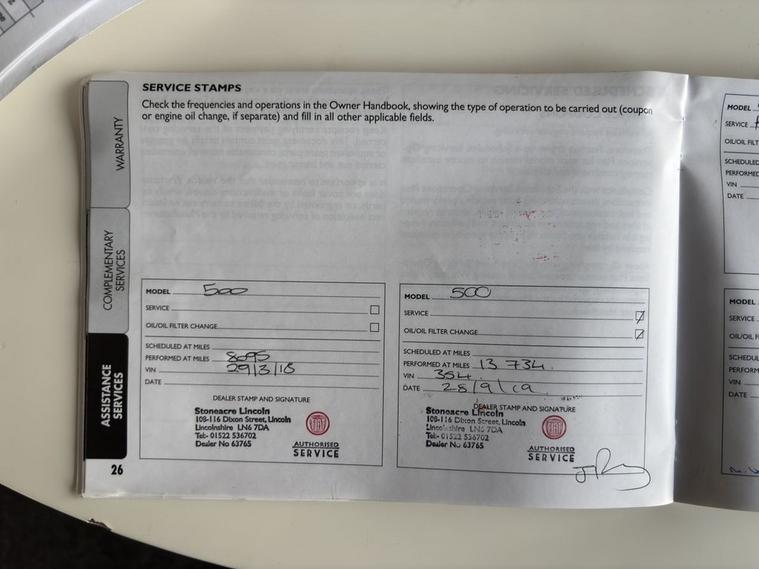 SERVICE STAMPS
Check the frequencies and operations in the Owner Handbook, showing the type of operation to be carried out (coupon
or engine oil change, if separate) and fill in all other applicable fields.
WARRANTY
COMPLEMENTARY
SERVICES
ASSISTANCE
SERVICES
26
MODEL 500
SERVICE
OIL/OIL FILTER CHANGE
SCHEDULED AT MILES
PERFORMED AT MILES 8095
VIN 29/3/18
DATE
DEALER STAMP AND SIGNATURE
Stoneacre Lincoln
108-116 Dixon Street, Lincoln
Lincolnshire LN6 7DA
Tel:- 01522 536702
Dealer No 63765
FIAT
AUTHORISED
SERVICE
MODEL 500
SERVICE
OIL/OIL FILTER CHANGE
SCHEDULED AT MILES
PERFORMED AT MILES 13 734
VIN 354
DATE 28/9/19
DEALER STAMP AND SIGNATURE
Stoneacre Lincoln
108-116 Dixon Street, Lincoln
Lincolnshire LN6 7DA
Tel:- 01522 536702
Dealer No 63765
FIAT
AUTHORISED
SERVICE
MODEL
SERVICE
OIL/OIL FILT
SCHEDULED
PERFORMED
VIN
DATE
MODEL
SERVICE
OIL/OIL F
SCHEDUL
PERFORM
VIN
DATE